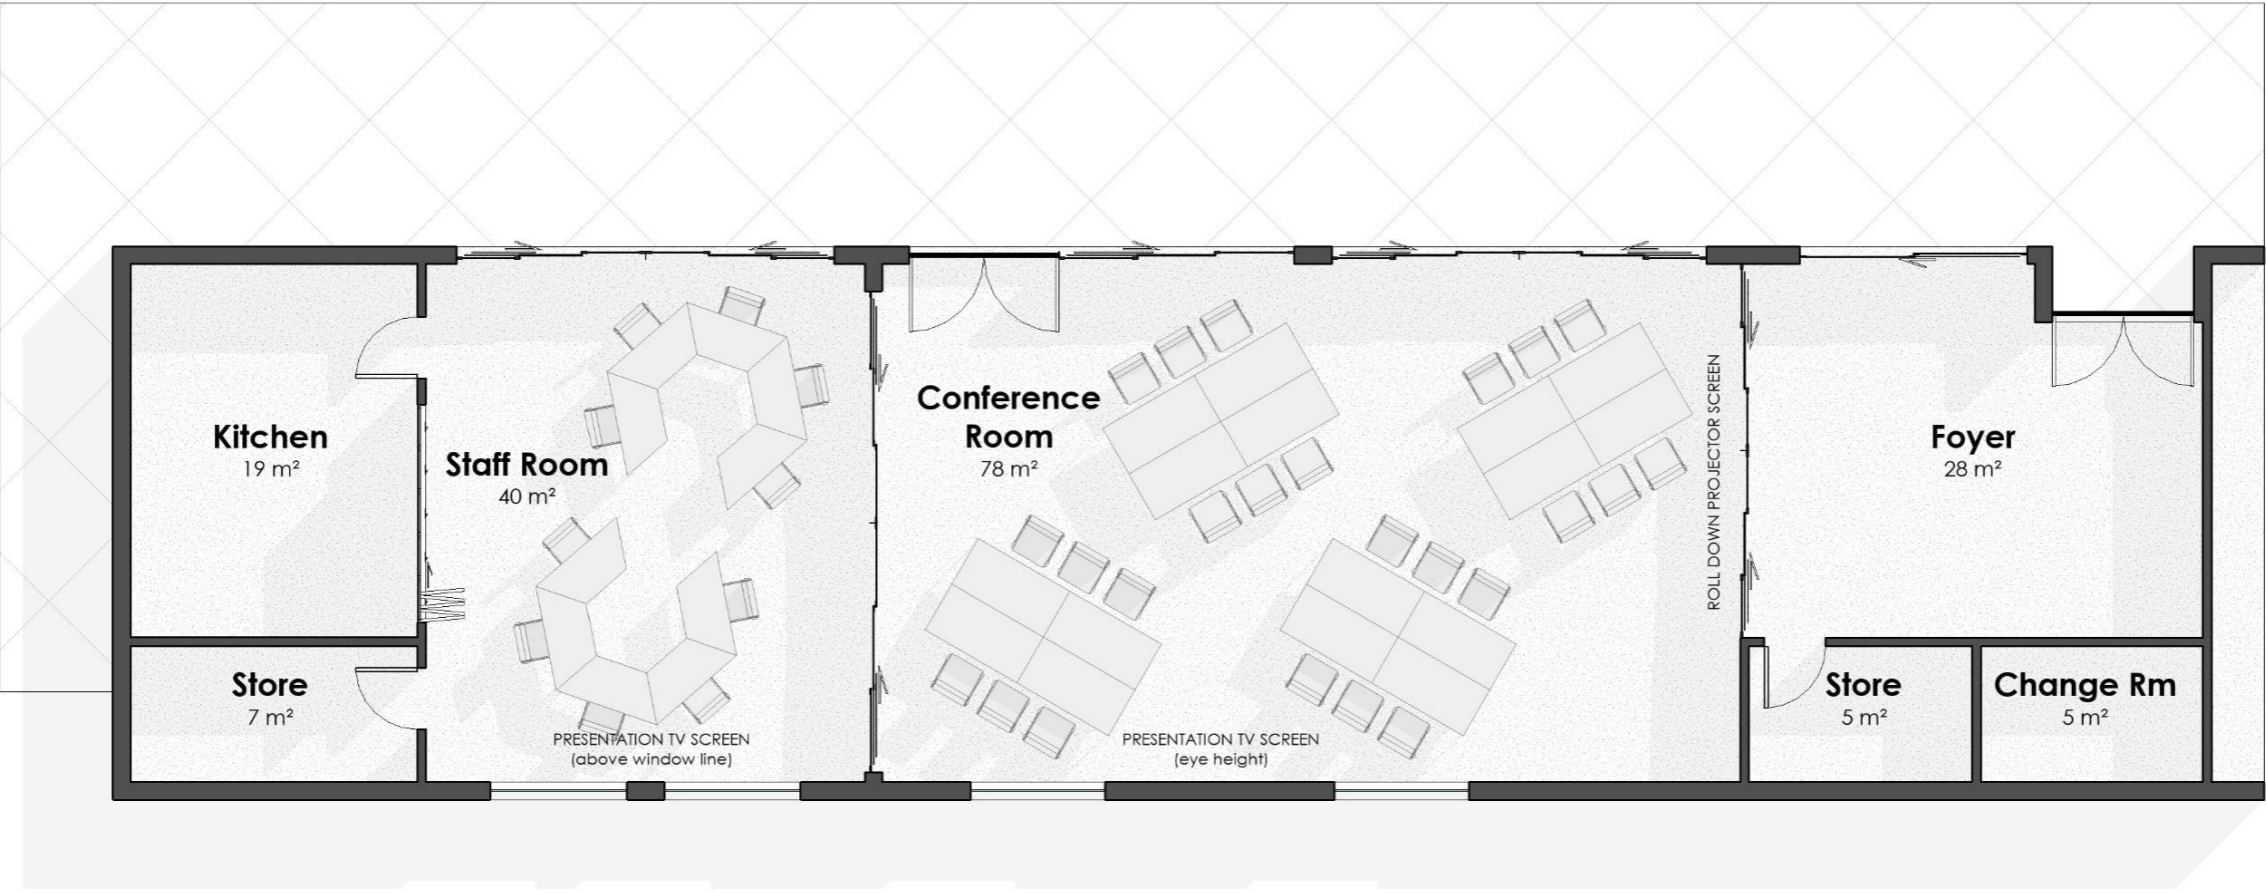 Kitchen
19 m²
Staff Room
40 m²
Conference
Room
78 m²
ROLL DOWN PROJECTOR SCREEN
Foyer
28 m²
Store
7 m²
PRESENTATION TV SCREEN
(above window line)
PRESENTATION TV SCREEN
(eye height)
Store
5 m²
Change Rm
5 m²